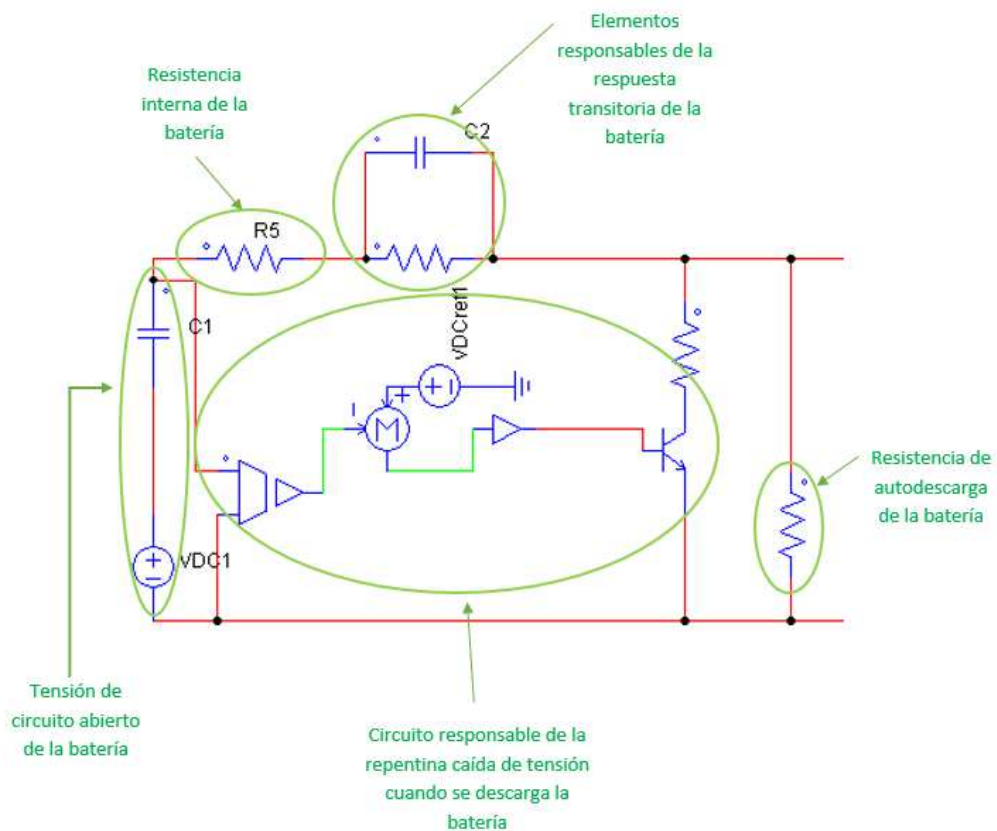 Elementos
responsables de la
respuesta
transitoria de la
batería
Resistencia
interna de la
batería
C2
R5
VDCref1
C1
M
Resistencia de
autodescarga
de la batería
VDC1
Tensión de
circuito abierto
de la batería
Circuito responsable de la
repentina caída de tensión
cuando se descarga la
batería